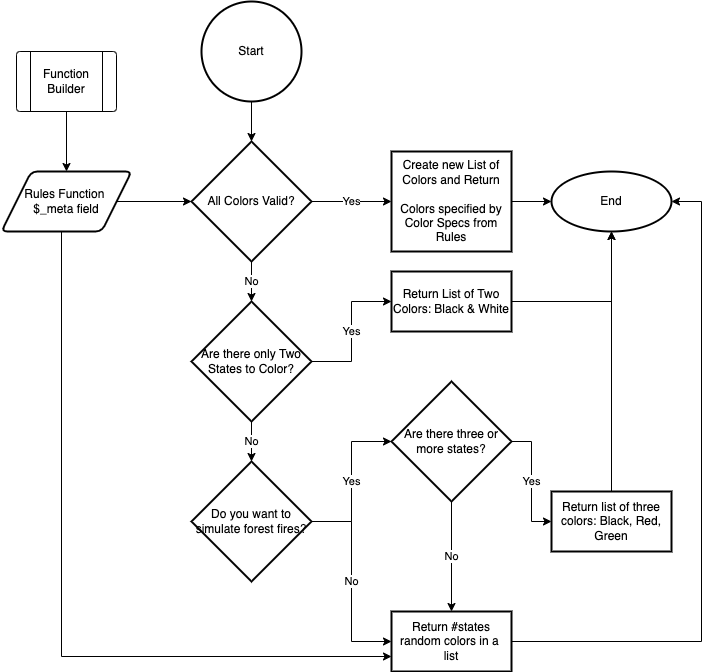 Start
Function
Builder
Rules Function
$_meta field
All Colors Valid?
Yes
Create new List of
Colors and Return
Colors specified by
Color Specs from
Rules
End
No
Return List of Two
Colors: Black & White
Yes
Are there only Two
States to Color?
No
Are there three or
more states?
Yes
Yes
Do you want to
simulate forest fires?
Return list of three
colors: Black, Red,
Green
No
No
Return #states
random colors in a
list